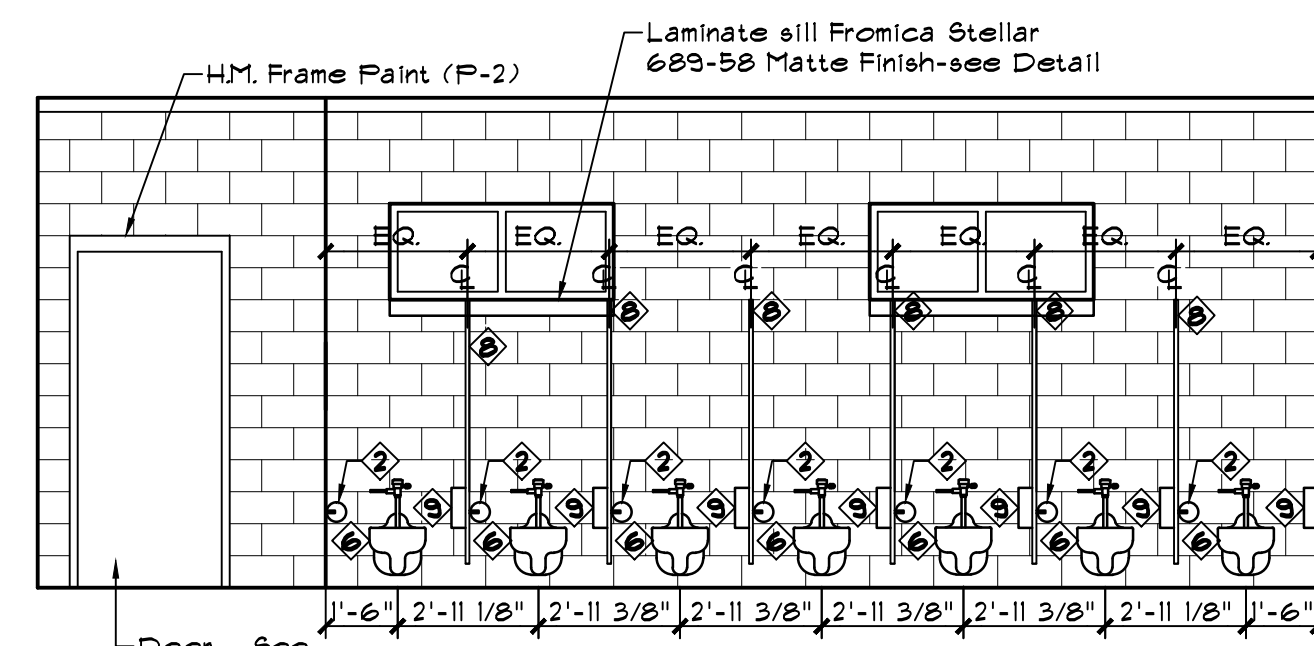 Laminate sill Fromica Stellar
689-58 Matte Finish-see Detail
H.M. Frame Paint (P-2)
EQ. EQ. EQ. EQ. EQ. EQ. EQ.
℄ ℄ ℄ ℄ ℄ ℄
8 8 8 8 8 8
2 2 2 2 2 2 2
9 9 9 9 9 9 9
6 6 6 6 6 6 6
1'-6" 2'-11 1/8" 2'-11 3/8" 2'-11 3/8" 2'-11 3/8" 2'-11 3/8" 2'-11 1/8" 1'-6"